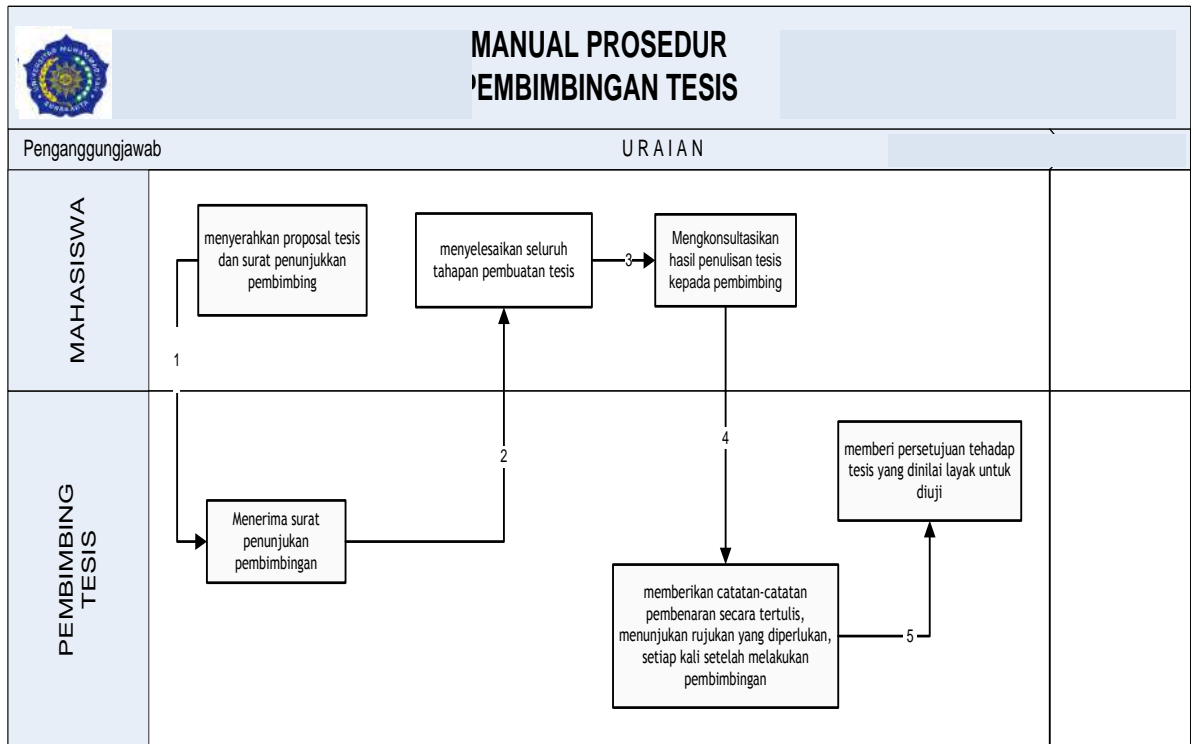 MANUAL PROSEDUR
PEMBIMBINGAN TESIS
Penganggungjawab
URAIAN
MAHASISWA
menyerahkan proposal tesis
dan surat penunjukkan
pembimbing
menyelesaikan seluruh
tahapan pembuatan tesis
3
Mengkonsultasikan
hasil penulisan tesis
kepada pembimbing
1
2
4
PEMBIMBING
TESIS
Menerima surat
penunjukan
pembimbingan
memberi persetujuan tehadap
tesis yang dinilai layak untuk
diuji
memberikan catatan-catatan
pembenaran secara tertulis,
menunjukan rujukan yang diperlukan,
setiap kali setelah melakukan
pembimbingan
5